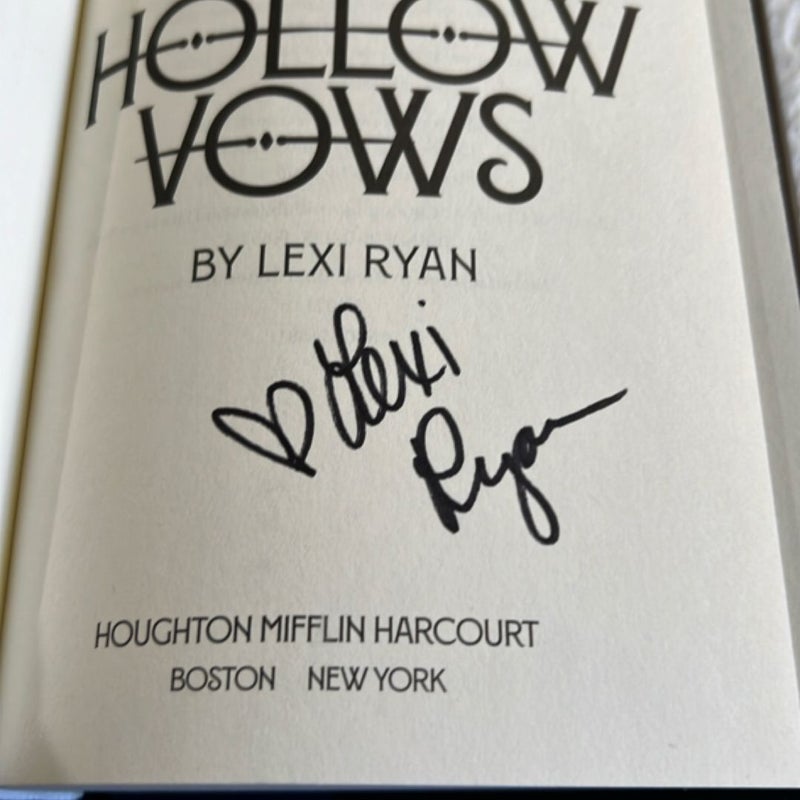 HOLLOW
VOWS
BY LEXI RYAN
♡ Lexi
Ryan
HOUGHTON MIFFLIN HARCOURT
BOSTON NEW YORK